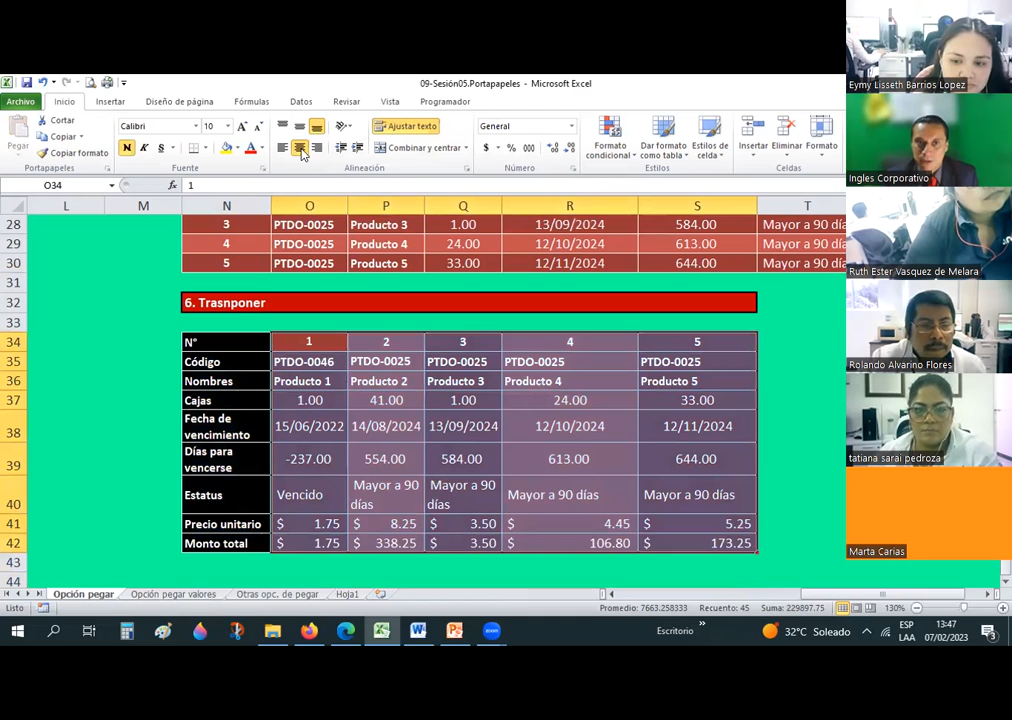 09-Sesión05.Portapapeles - Microsoft Excel
Archivo Inicio Insertar Diseño de página Fórmulas Datos Revisar Vista Programador
Pegar
Cortar
Copiar
Copiar formato
Portapapeles
Calibri 10
N K S
Fuente
Ajustar texto
Combinar y centrar
Alineación
General
$ % 000
Número
Formato condicional
Dar formato como tabla
Estilos de celda
Estilos
Insertar Eliminar Formato
Celdas
O34 fx 1
L M N O P Q R S T
28 3 PTDO-0025 Producto 3 1.00 13/09/2024 584.00 Mayor a 90 día
29 4 PTDO-0025 Producto 4 24.00 12/10/2024 613.00 Mayor a 90 día
30 5 PTDO-0025 Producto 5 33.00 12/11/2024 644.00 Mayor a 90 día
31
32 6. Trasnponer
33
34 N° 1 2 3 4 5
35 Código PTDO-0046 PTDO-0025 PTDO-0025 PTDO-0025 PTDO-0025
36 Nombres Producto 1 Producto 2 Producto 3 Producto 4 Producto 5
37 Cajas 1.00 41.00 1.00 24.00 33.00
38 Fecha de vencimiento 15/06/2022 14/08/2024 13/09/2024 12/10/2024 12/11/2024
39 Días para vencerse -237.00 554.00 584.00 613.00 644.00
40 Estatus Vencido Mayor a 90 días Mayor a 90 días Mayor a 90 días Mayor a 90 días
41 Precio unitario $ 1.75 $ 8.25 $ 3.50 $ 4.45 $ 5.25
42 Monto total $ 1.75 $ 338.25 $ 3.50 $ 106.80 $ 173.25
43
44
Opción pegar Opción pegar valores Otras opc. de pegar Hoja1
Listo Promedio: 7663.258333 Recuento: 45 Suma: 229897.75 130%
Escritorio 32°C Soleado ESP LAA 13:47 07/02/2023 3
Eymy Lisseth Barrios Lopez
Ingles Corporativo
Ruth Ester Vasquez de Melara
Rolando Alvarino Flores
tatiana sarai pedroza
Marta Carias